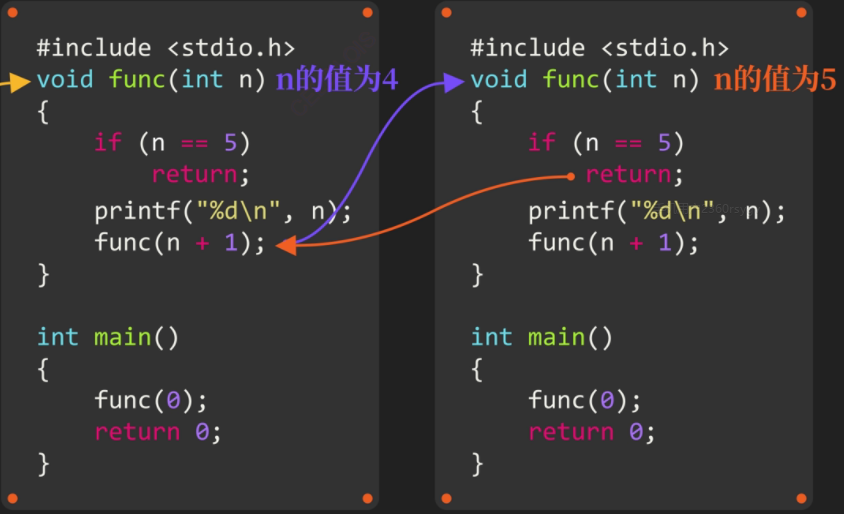 #include <stdio.h>
void func(int n) n的值为4
{
    if (n == 5)
        return;
    printf("%d\n", n);
    func(n + 1);
}
int main()
{
    func(0);
    return 0;
}
#include <stdio.h>
void func(int n) n的值为5
{
    if (n == 5)
        return;
    printf("%d\n", n);
    func(n + 1);
}
int main()
{
    func(0);
    return 0;
}